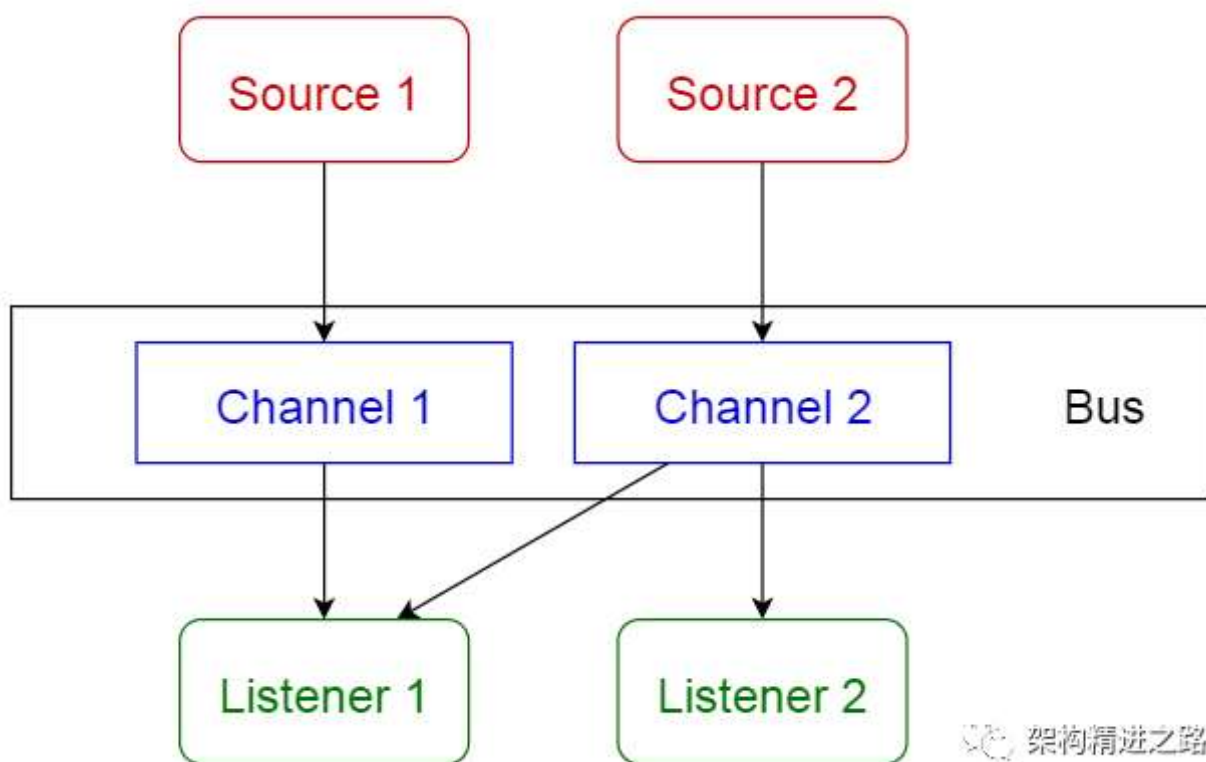 Source 1
Source 2
Channel 1
Channel 2
Bus
Listener 1
Listener 2
架构精进之路